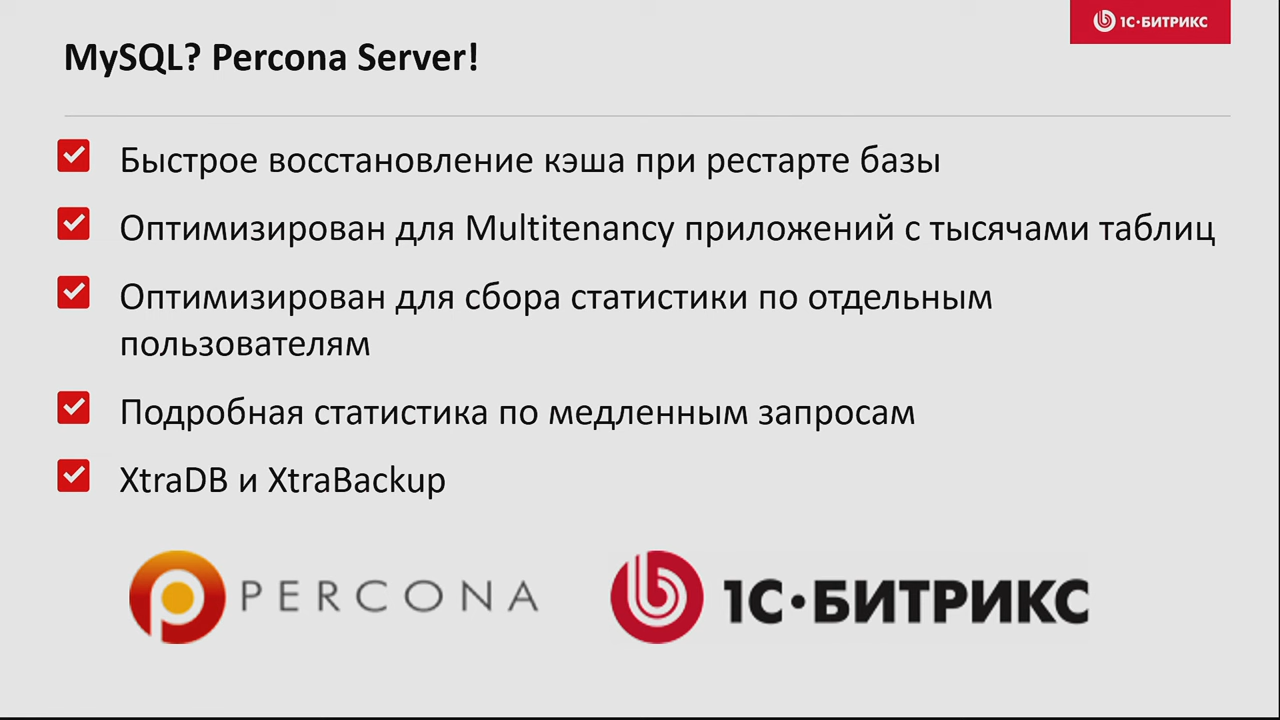 1С·БИТРИКС
MySQL? Percona Server!
Быстрое восстановление кэша при рестарте базы
Оптимизирован для Multitenancy приложений с тысячами таблиц
Оптимизирован для сбора статистики по отдельным
пользователям
Подробная статистика по медленным запросам
XtraDB и XtraBackup
PERCONA
1С·БИТРИКС